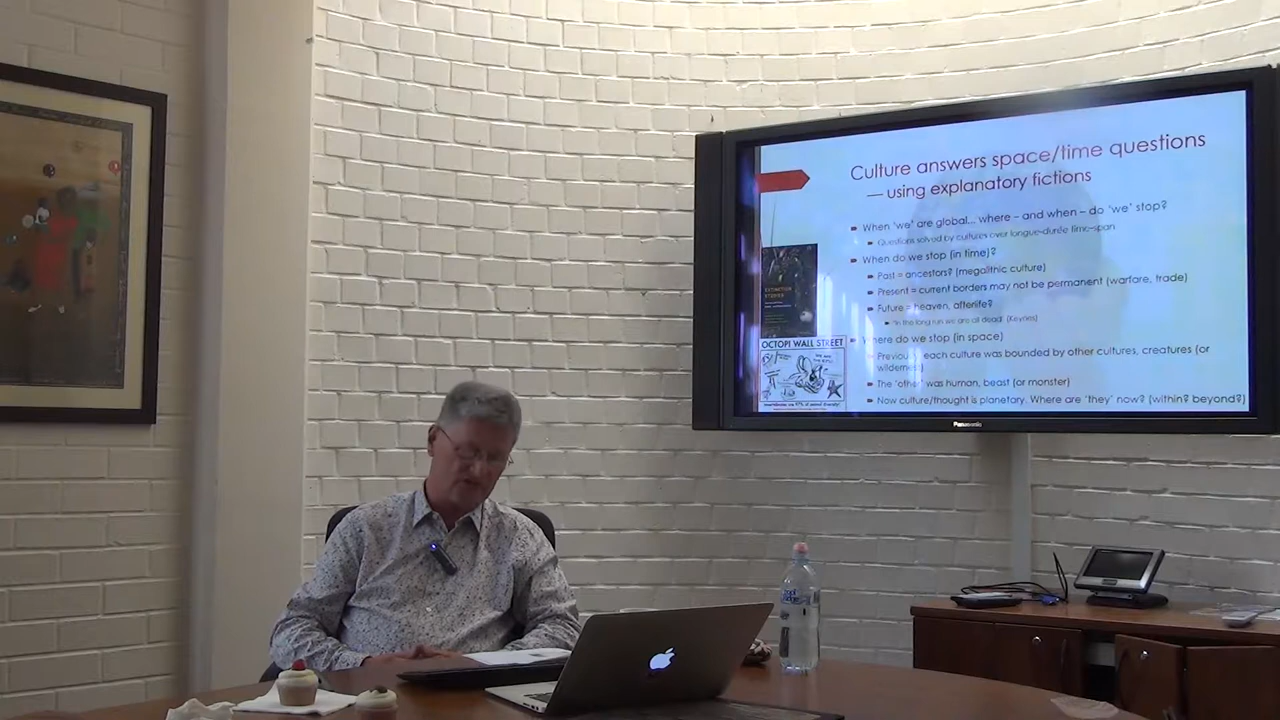 Culture answers space/time questions
— using explanatory fictions
When 'we' are global... where – and when – do 'we' stop?
Questions solved by cultures over longue-durée time-span
When do we stop (in time)?
Past = ancestors? (megalithic culture)
Present = current borders may not be permanent (warfare, trade)
Future = heaven, afterlife?
'In the long run we are all dead' (Keynes)
Where do we stop (in space)
Previously each culture was bounded by other cultures, creatures (or
wilderness)
The 'other' was human, beast (or monster)
Now culture/thought is planetary. Where are 'they' now? (within? beyond?)
EXTINCTION
STUDIES
OCTOPI WALL STREET
Panasonic